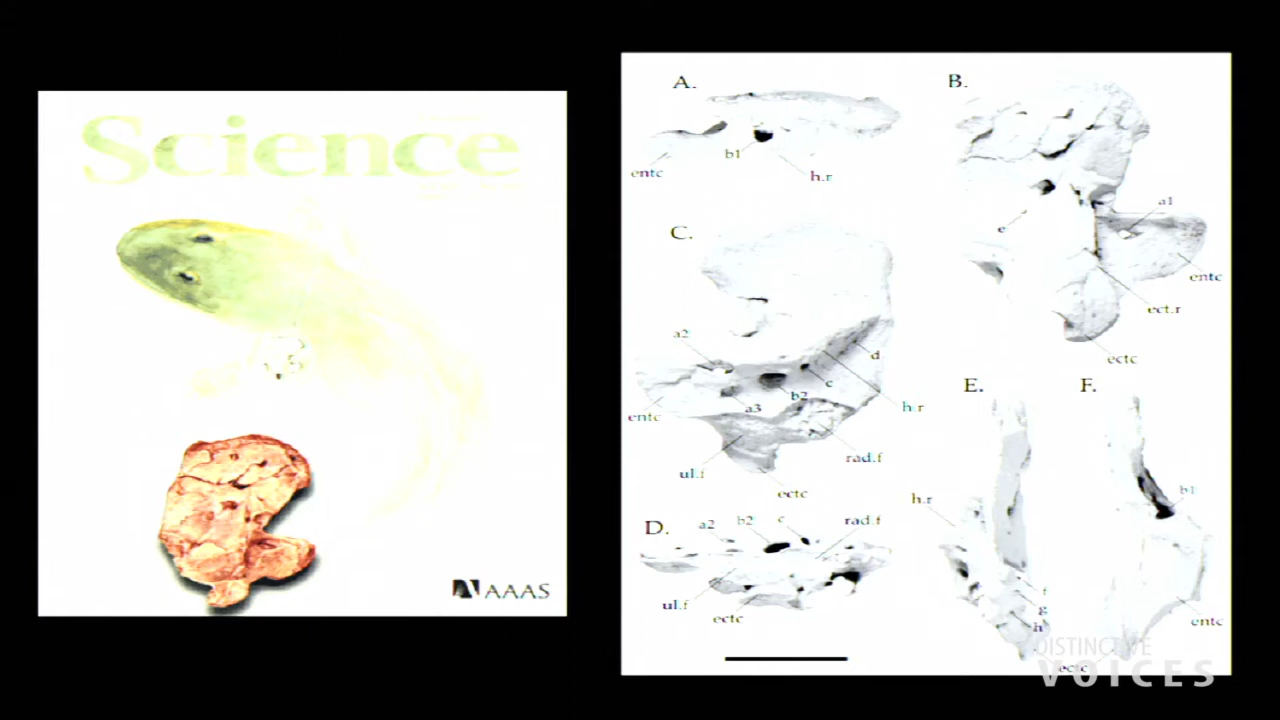 Science
AAAS
A.
b1
entc
h.r
B.
a1
e
entc
ect.r
ectc
C.
a2
d
c
b2
a3
h.r
entc
rad.f
ul.f
ectc
D.
a2
b2
c
rad.f
ul.f
ectc
E.
h.r
f
g
h
ectc
F.
b1
entc
DISTINCTIVE
VOICES